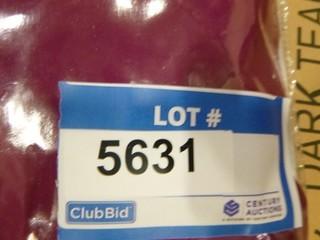 LOT #
5631
ClubBid
CENTURY
AUCTIONS
DARK TEA